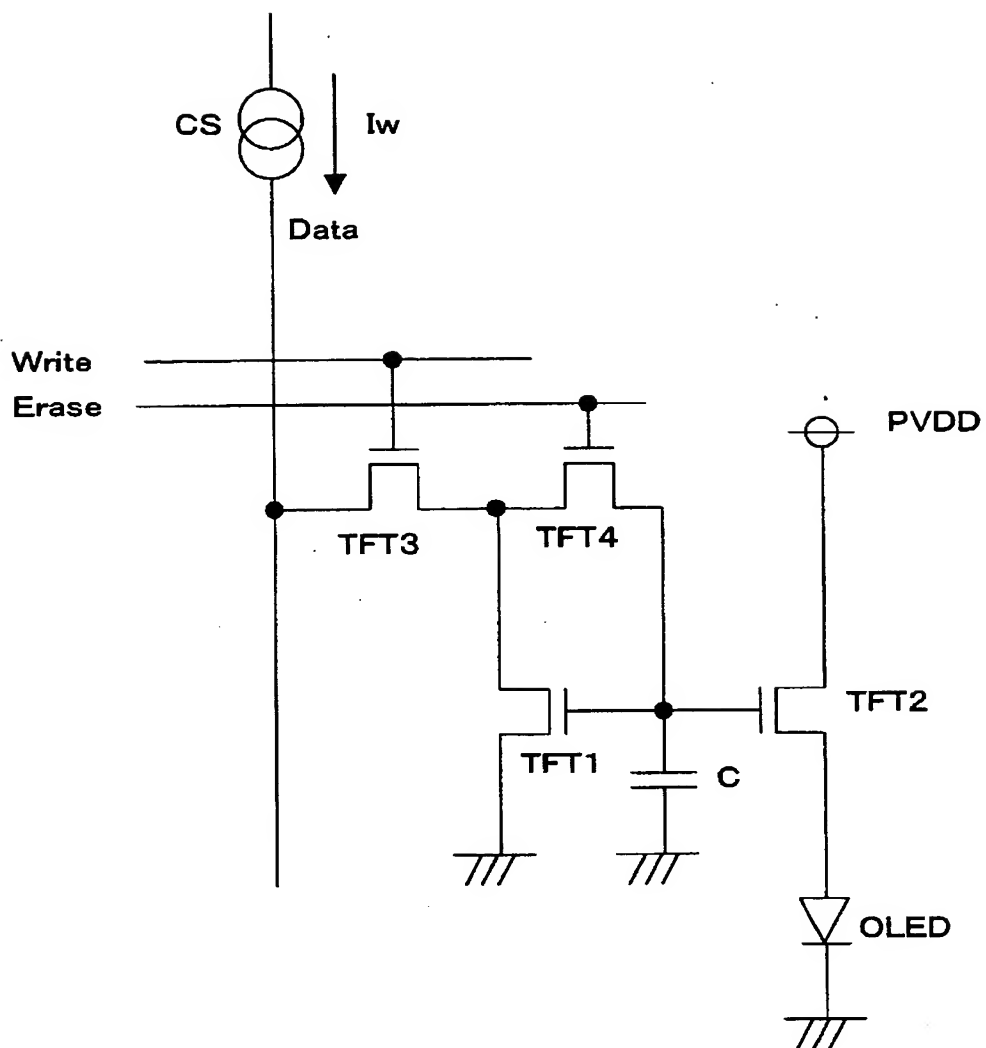 CS
Iw
Data
Write
Erase
PVDD
TFT3
TFT4
TFT2
TFT1
C
OLED